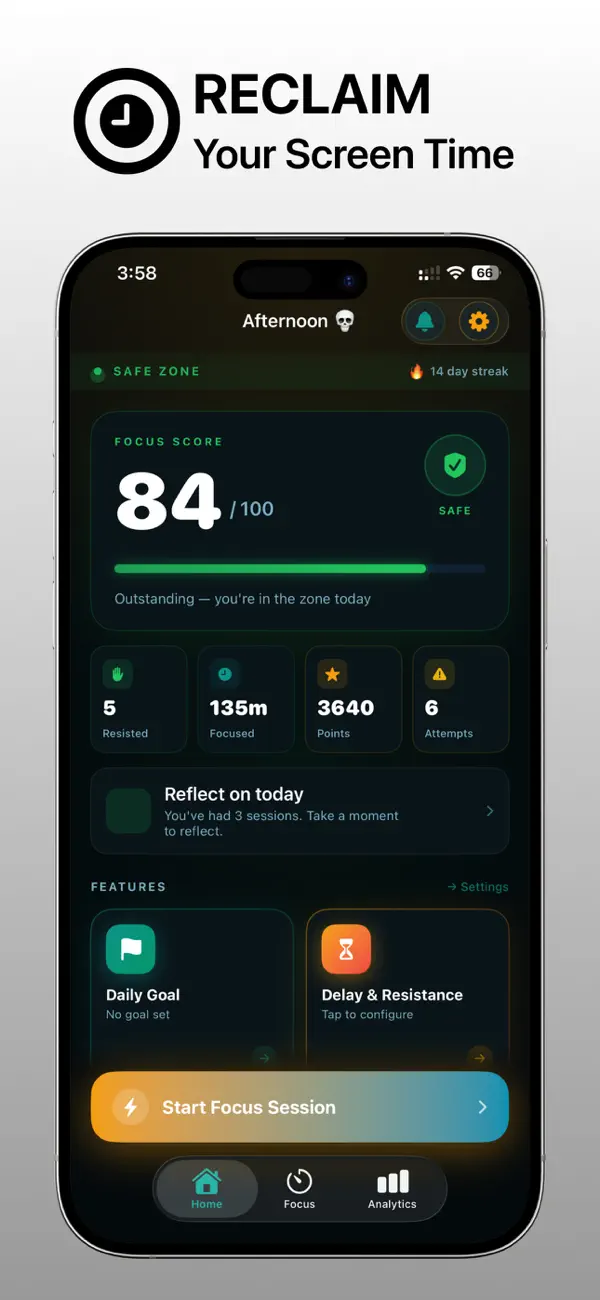 RECLAIM
Your Screen Time
3:58
66
Afternoon 💀
SAFE ZONE
🔥 14 day streak
FOCUS SCORE
84 / 100
SAFE
Outstanding — you're in the zone today
5
Resisted
135m
Focused
3640
Points
6
Attempts
Reflect on today
You've had 3 sessions. Take a moment
to reflect.
FEATURES
→ Settings
Daily Goal
No goal set
Delay & Resistance
Tap to configure
Start Focus Session
Home
Focus
Analytics